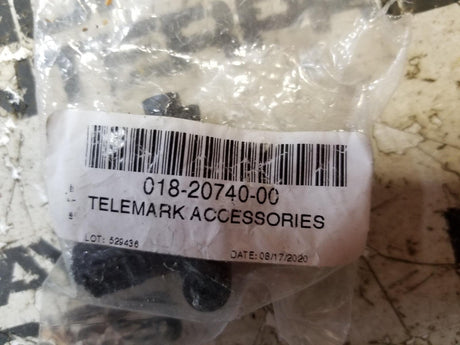 018-20740-00
TELEMARK ACCESSORIES
LOT: 529436
DATE: 08/17/2020